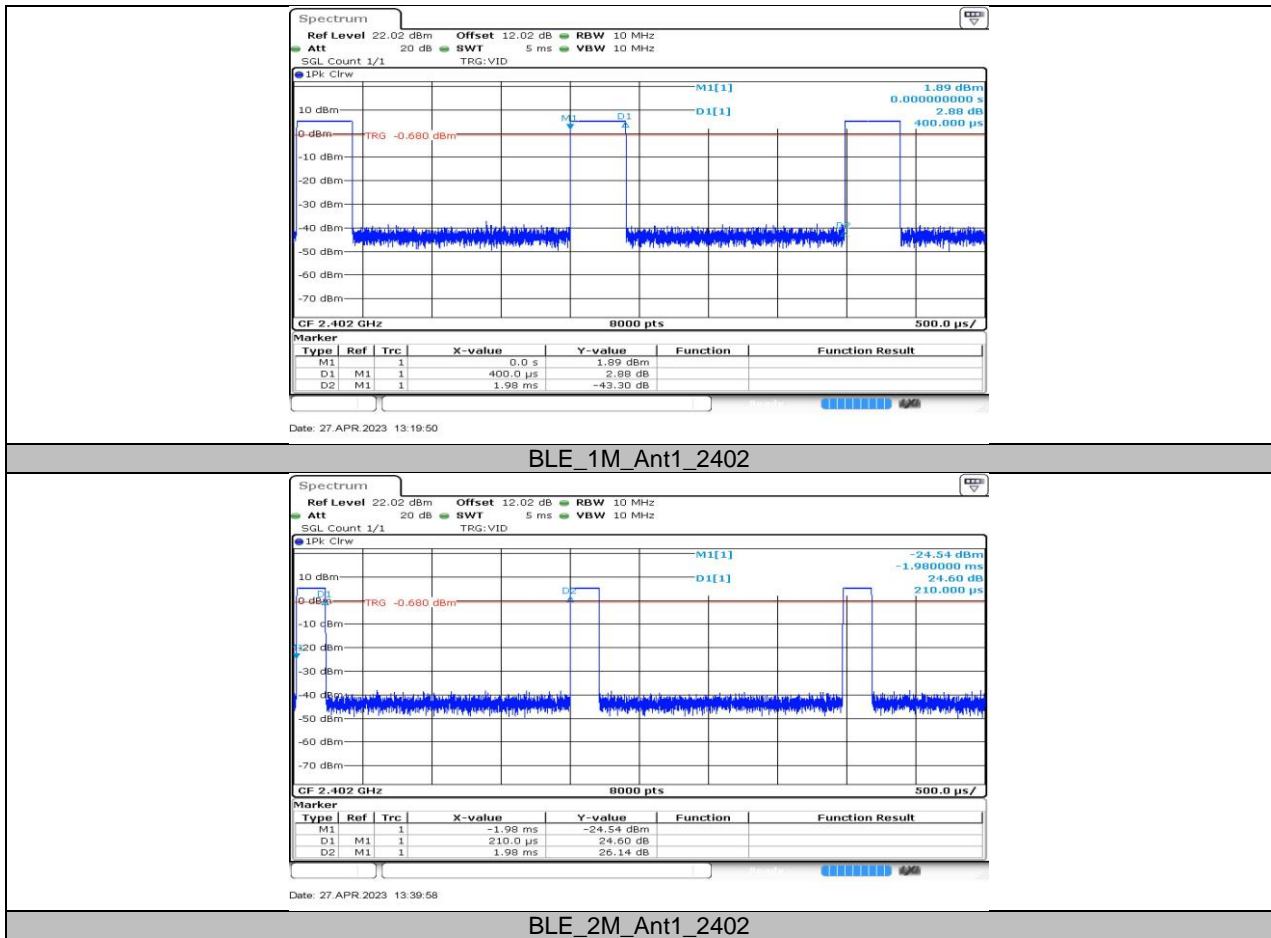 Spectrum
Ref Level 22.02 dBm Offset 12.02 dB RBW 10 MHz
Att 20 dB SWT 5 ms VBW 10 MHz
SGL Count 1/1 TRG:VID
1Pk Clrw
M1[1] 1.89 dBm
0.000000000 s
D1[1] 2.88 dB
400.000 µs
10 dBm
M1 D1
0 dBm TRG -0.680 dBm
-10 dBm
-20 dBm
-30 dBm
-40 dBm D2
-50 dBm
-60 dBm
-70 dBm
CF 2.402 GHz 8000 pts 500.0 µs/
Marker
Type Ref Trc X-value Y-value Function Function Result
M1 1 0.0 s 1.89 dBm
D1 M1 1 400.0 µs 2.88 dB
D2 M1 1 1.98 ms -43.30 dB
Date: 27.APR.2023 13:19:50
BLE_1M_Ant1_2402
Spectrum
Ref Level 22.02 dBm Offset 12.02 dB RBW 10 MHz
Att 20 dB SWT 5 ms VBW 10 MHz
SGL Count 1/1 TRG:VID
1Pk Clrw
M1[1] -24.54 dBm
-1.980000 ms
D1[1] 24.60 dB
210.000 µs
10 dBm
D1 D2
0 dBm TRG -0.680 dBm
-10 dBm
-20 dBm
-30 dBm
-40 dBm
-50 dBm
-60 dBm
-70 dBm
CF 2.402 GHz 8000 pts 500.0 µs/
Marker
Type Ref Trc X-value Y-value Function Function Result
M1 1 -1.98 ms -24.54 dBm
D1 M1 1 210.0 µs 24.60 dB
D2 M1 1 1.98 ms 26.14 dB
Date: 27.APR.2023 13:39:58
BLE_2M_Ant1_2402